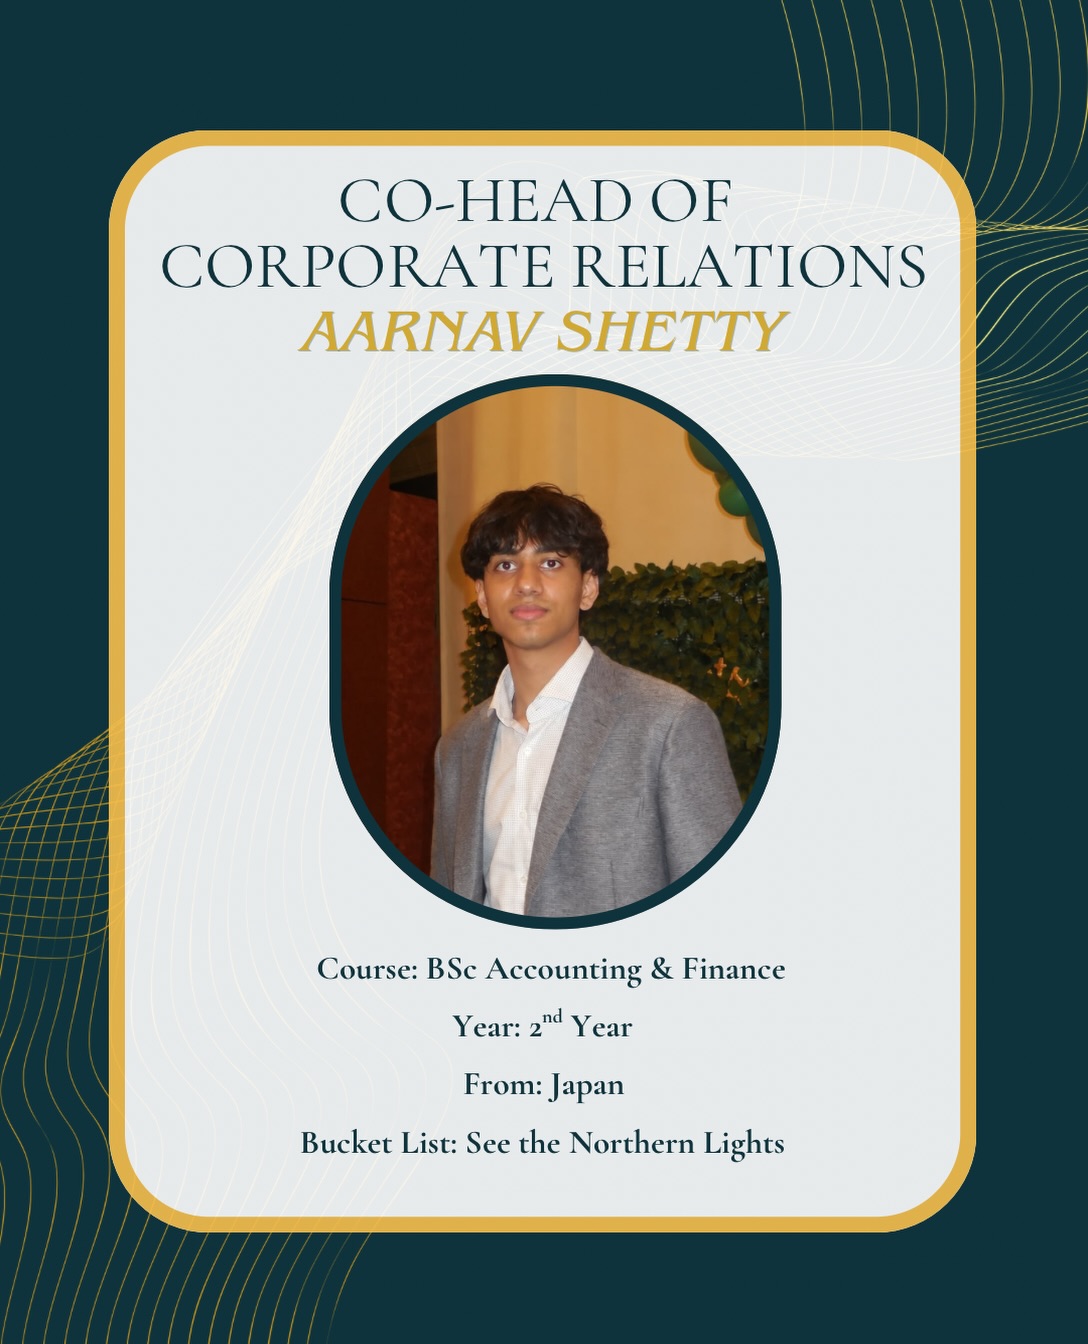 CO-HEAD OF
CORPORATE RELATIONS
AARNAV SHETTY
Course: BSc Accounting & Finance
Year: 2nd Year
From: Japan
Bucket List: See the Northern Lights